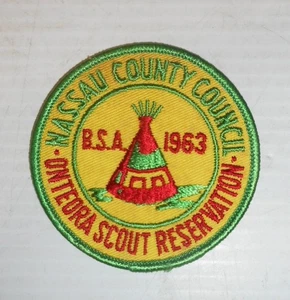 NASSAU COUNTY COUNCIL
B.S.A. 1963
• ONTEORA SCOUT RESERVATION •